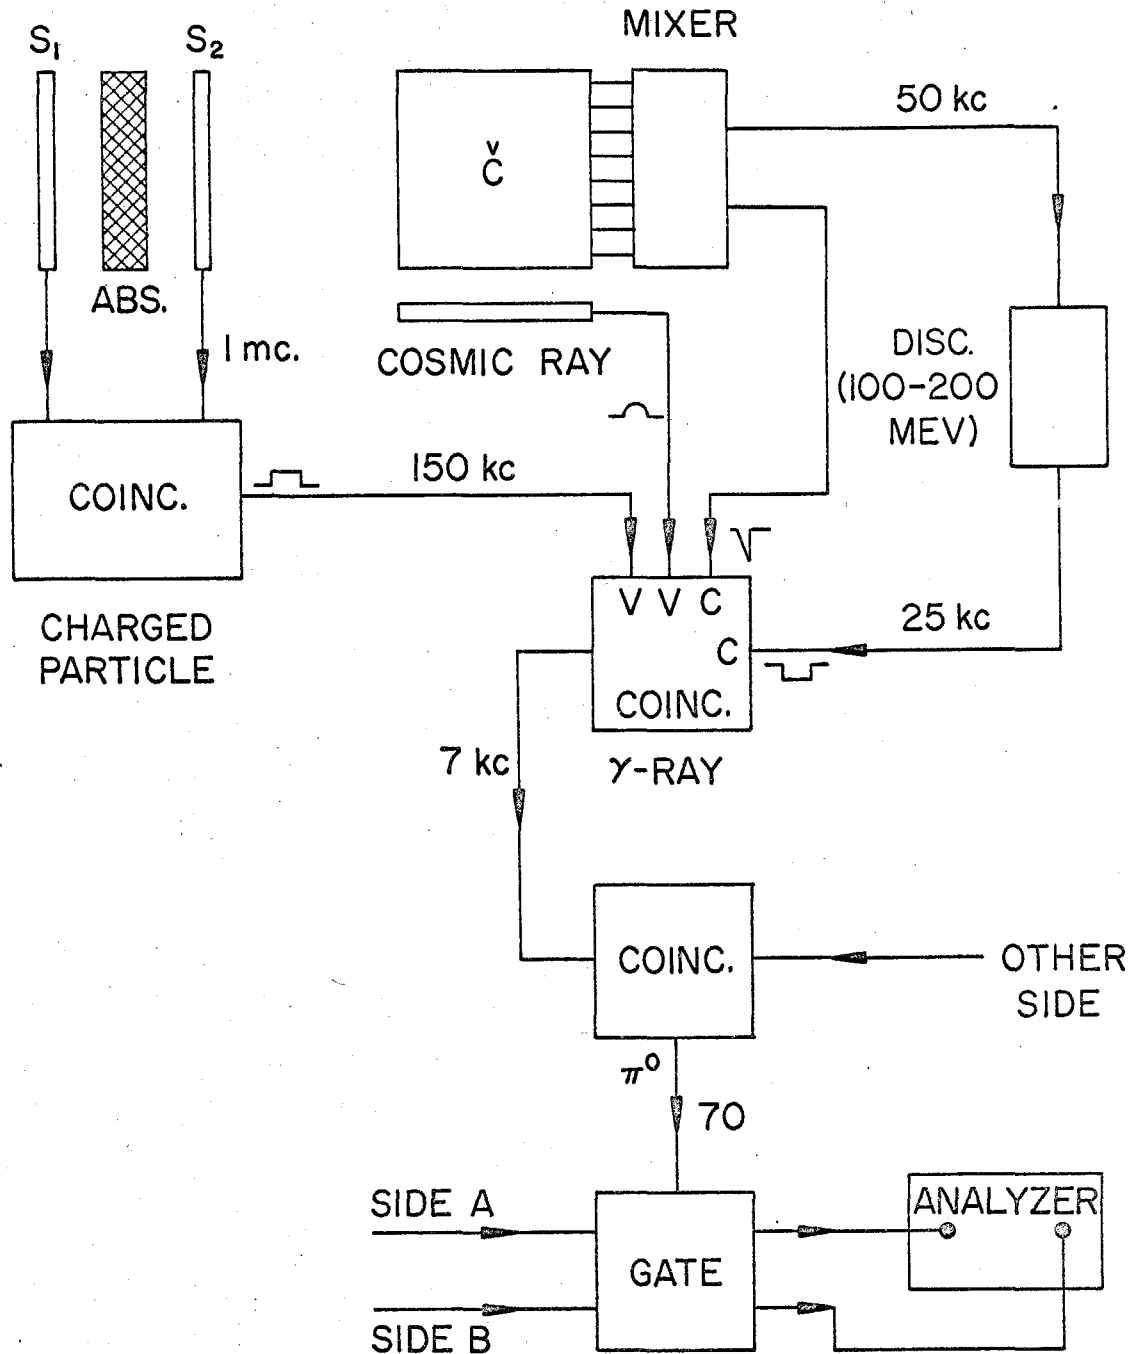 MIXER
S₁
S₂
50 kc
Č
ABS.
1 mc.
COSMIC RAY
DISC.
(100-200
MEV)
COINC.
150 kc
CHARGED
PARTICLE
V V C
C
COINC.
25 kc
7 kc
γ-RAY
COINC.
OTHER
SIDE
π⁰
70
SIDE A
ANALYZER
GATE
SIDE B